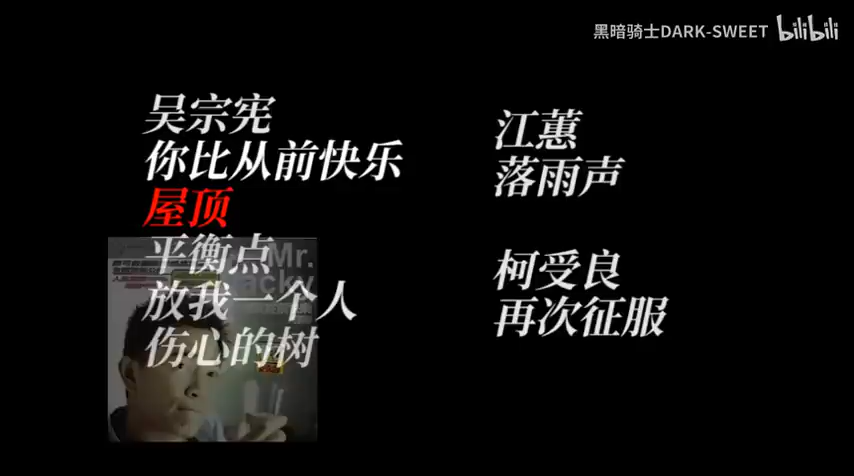 黑暗骑士DARK-SWEET bilibili
吴宗宪
你比从前快乐
屋顶
平衡点
放我一个人
伤心的树
Mr.
江蕙
落雨声
柯受良
再次征服